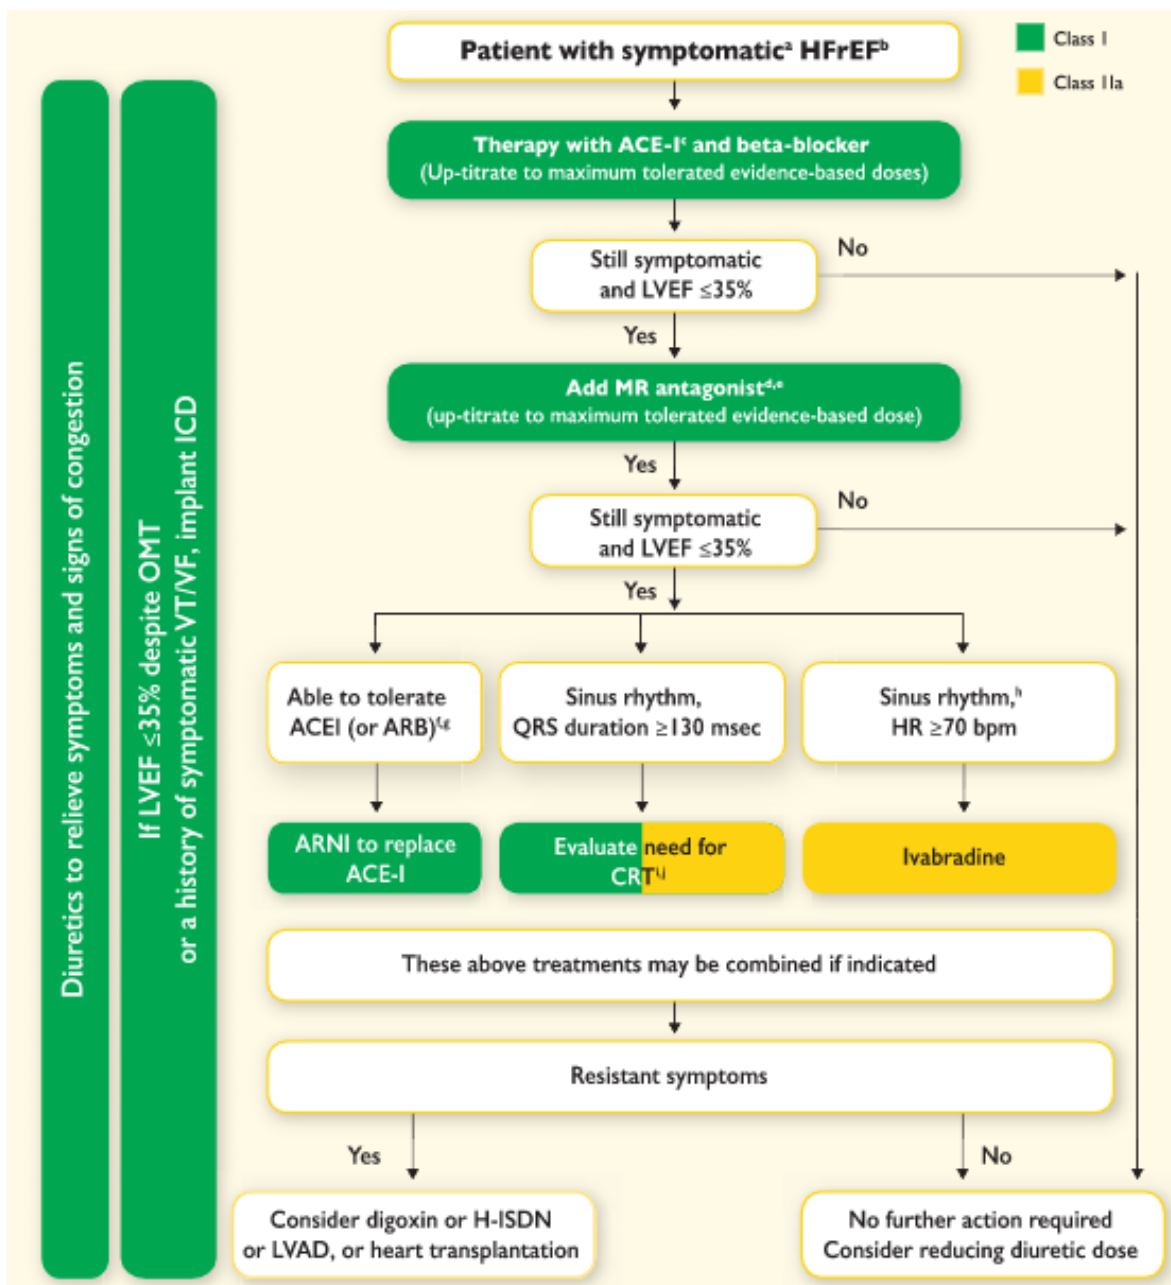 Patient with symptomaticᵃ HFrEFᵇ
Class I
Class IIa
Diuretics to relieve symptoms and signs of congestion
If LVEF ≤35% despite OMT
or a history of symptomatic VT/VF, implant ICD
Therapy with ACE-Iᶜ and beta-blocker
(Up-titrate to maximum tolerated evidence-based doses)
Still symptomatic
and LVEF ≤35%
No
Yes
Add MR antagonistᵈ,ᵉ
(up-titrate to maximum tolerated evidence-based dose)
Yes
Still symptomatic
and LVEF ≤35%
No
Yes
Able to tolerate
ACEI (or ARB)ᶠ,ᵍ
Sinus rhythm,
QRS duration ≥130 msec
Sinus rhythm,ʰ
HR ≥70 bpm
ARNI to replace
ACE-I
Evaluate need for
CRTⁱ,ʲ
Ivabradine
These above treatments may be combined if indicated
Resistant symptoms
Yes
No
Consider digoxin or H-ISDN
or LVAD, or heart transplantation
No further action required
Consider reducing diuretic dose